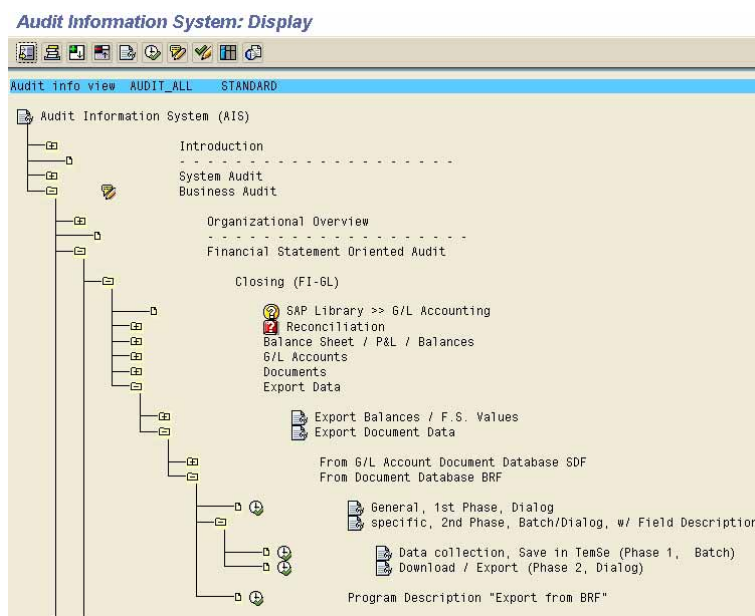 Audit Information System: Display
Audit info view AUDIT_ALL STANDARD
Audit Information System (AIS)
Introduction
- - - - - - - - - - - - - - - - - - - -
System Audit
Business Audit
Organizational Overview
- - - - - - - - - - - - - - - - - - -
Financial Statement Oriented Audit
Closing (FI-GL)
SAP Library >> G/L Accounting
Reconciliation
Balance Sheet / P&L / Balances
G/L Accounts
Documents
Export Data
Export Balances / F.S. Values
Export Document Data
From G/L Account Document Database SDF
From Document Database BRF
General, 1st Phase, Dialog
specific, 2nd Phase, Batch/Dialog, w/ Field Description
Data collection, Save in TemSe (Phase 1, Batch)
Download / Export (Phase 2, Dialog)
Program Description "Export from BRF"